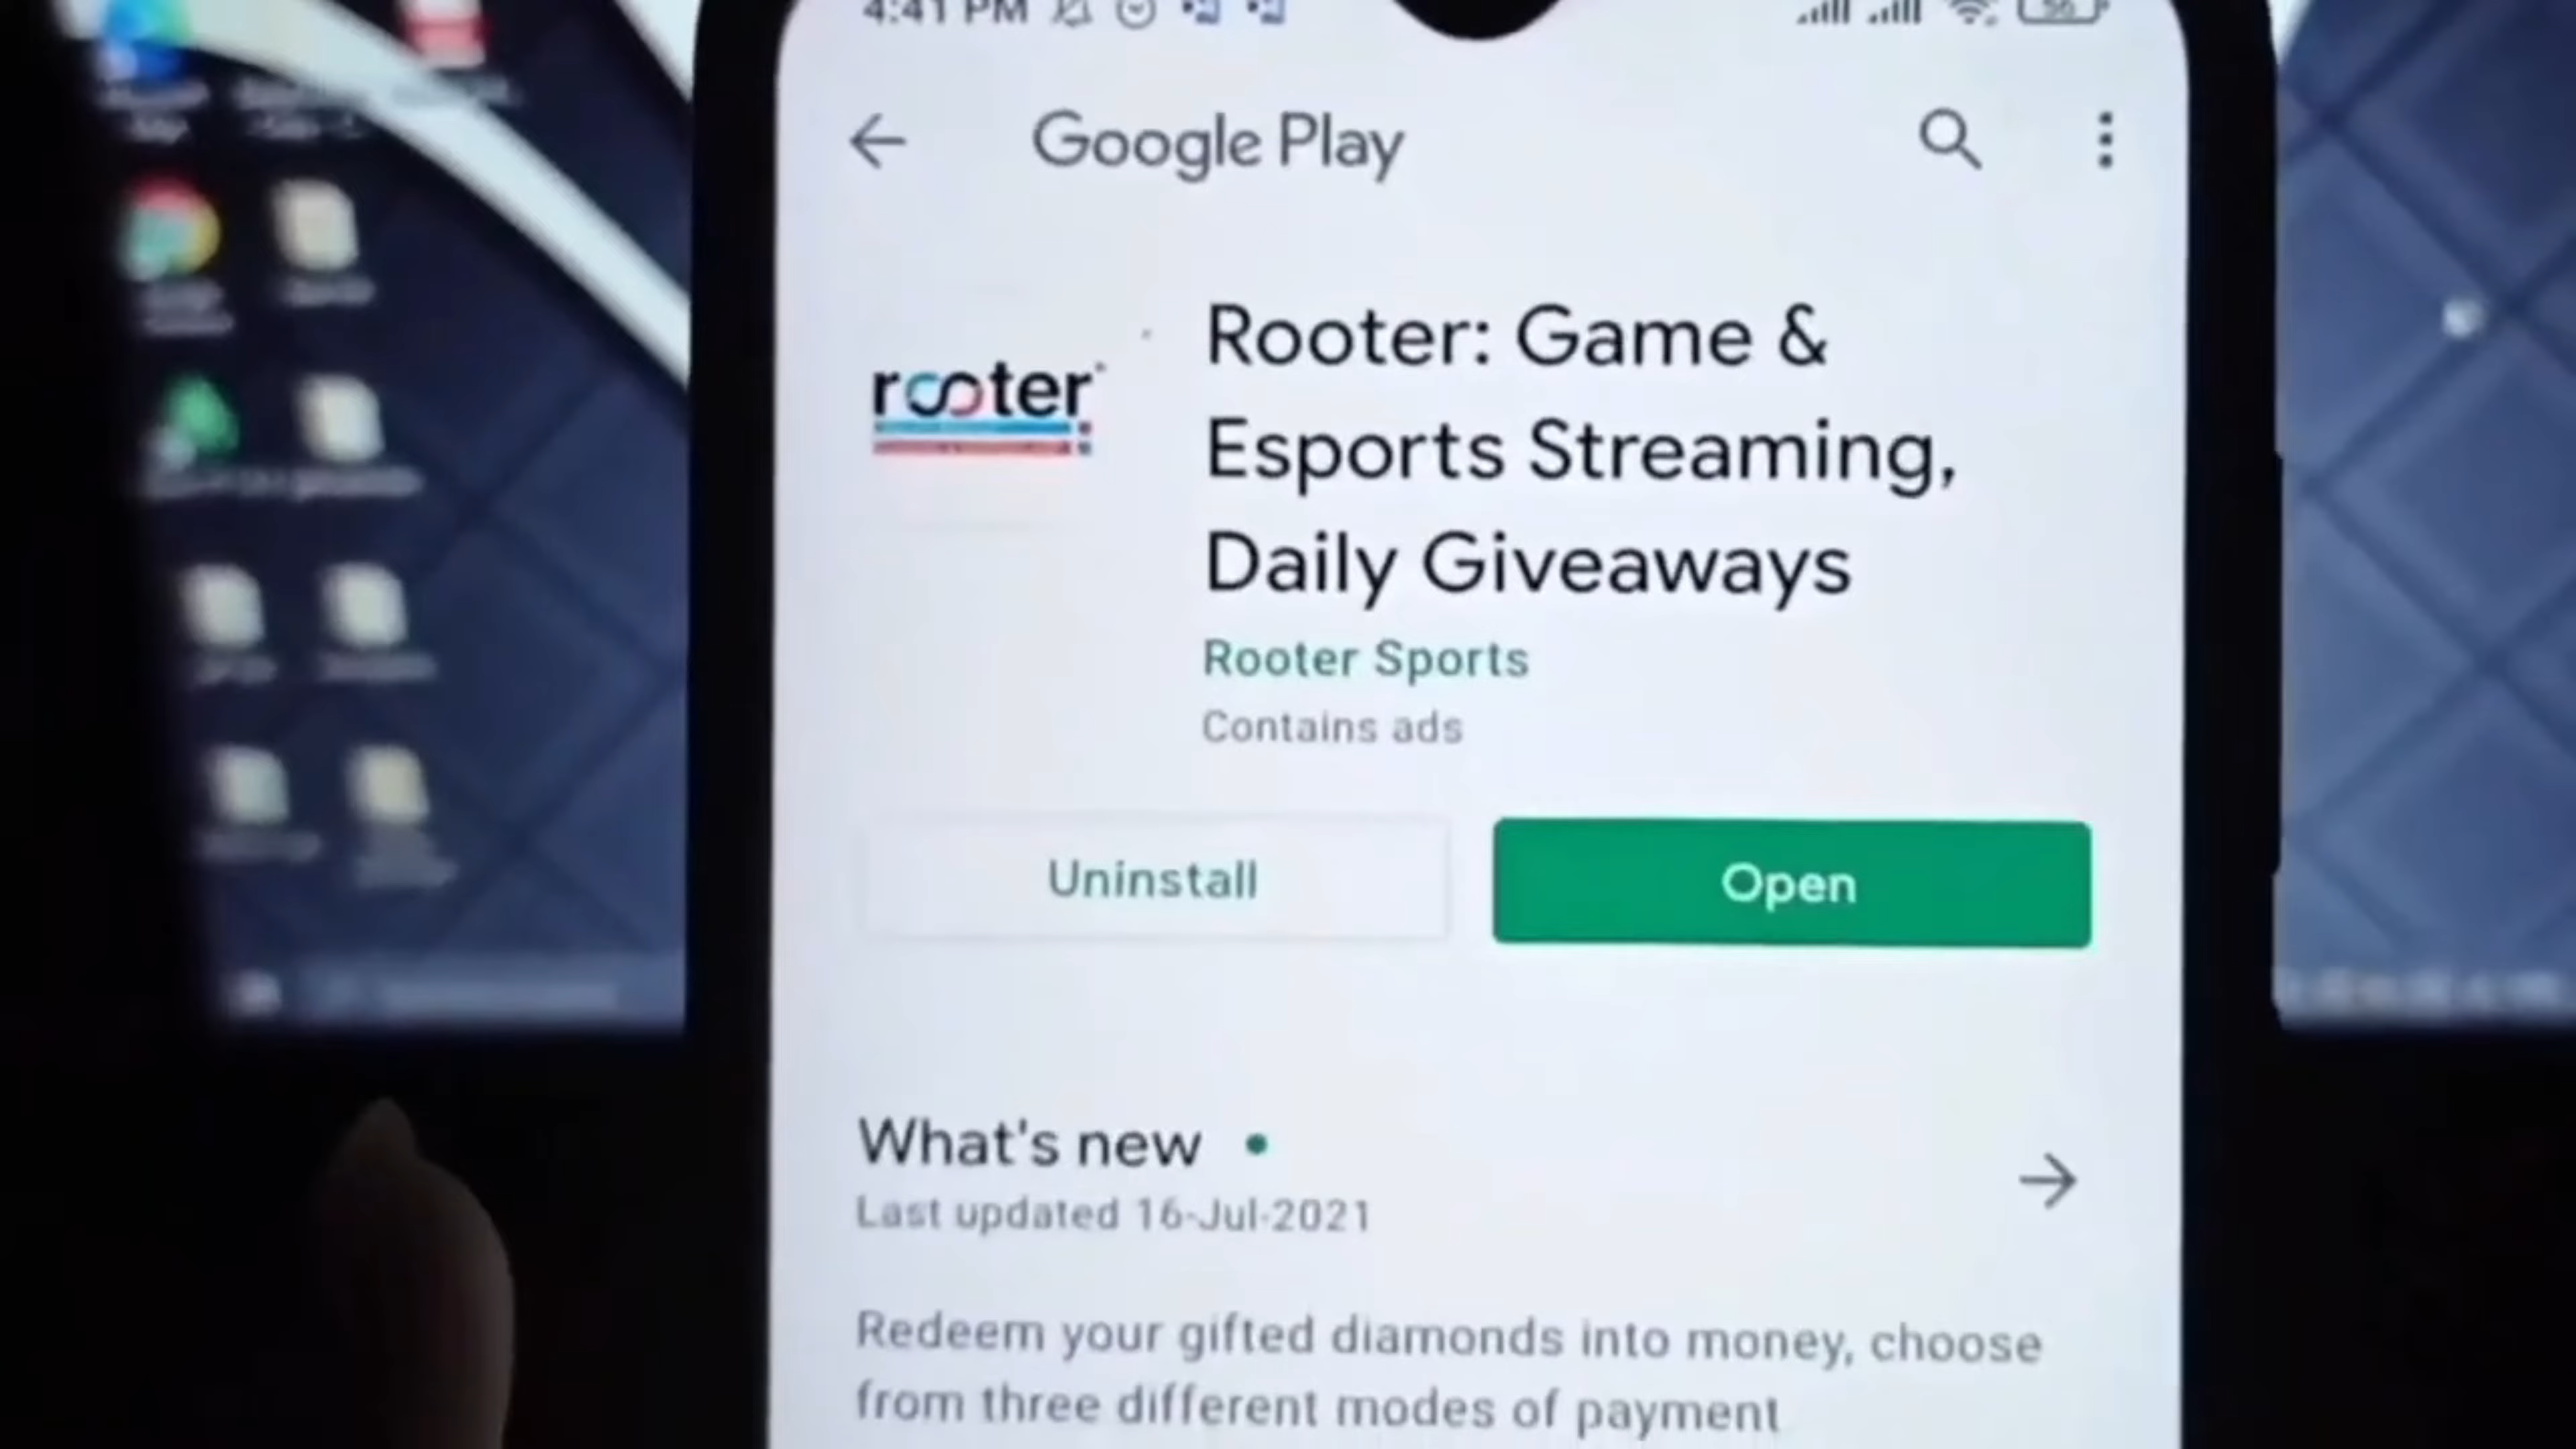 4:41 PM
56
Google Play
rooter
Rooter: Game &
Esports Streaming,
Daily Giveaways
Rooter Sports
Contains ads
Uninstall
Open
What's new
Last updated 16-Jul-2021
Redeem your gifted diamonds into money, choose
from three different modes of payment